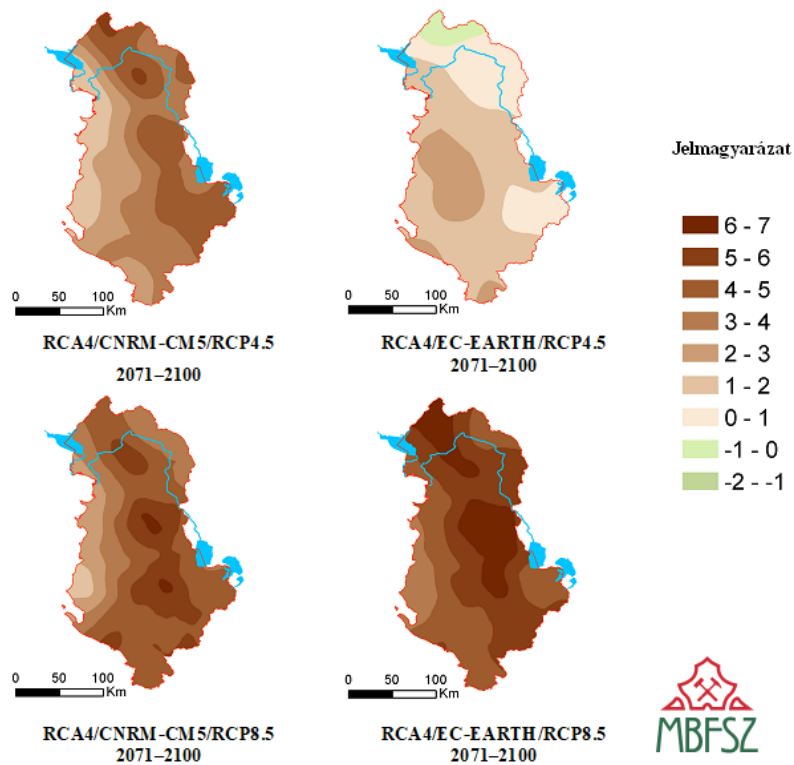 Jelmagyarázat
6 - 7
5 - 6
4 - 5
3 - 4
2 - 3
1 - 2
0 - 1
-1 - 0
-2 - -1
0 50 100
Km
RCA4/CNRM-CM5/RCP4.5
2071–2100
0 50 100
Km
RCA4/EC-EARTH/RCP4.5
2071–2100
0 50 100
Km
RCA4/CNRM-CM5/RCP8.5
2071–2100
0 50 100
Km
RCA4/EC-EARTH/RCP8.5
2071–2100
MBFSZ